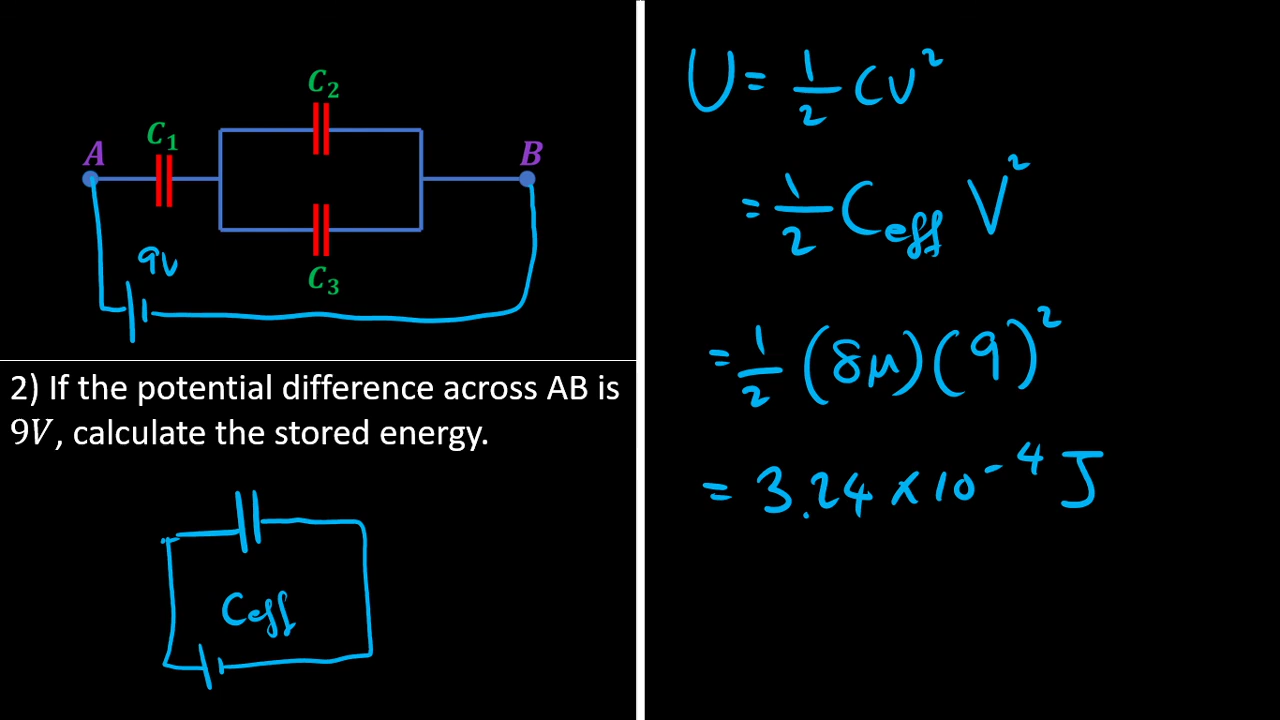 C₂
C₁
A
B
9V
C₃
2) If the potential difference across AB is
9V, calculate the stored energy.
Ceff
U = 1/2 CV²
= 1/2 Ceff V²
= 1/2 (8μ)(9)²
= 3.24 × 10⁻⁴ J